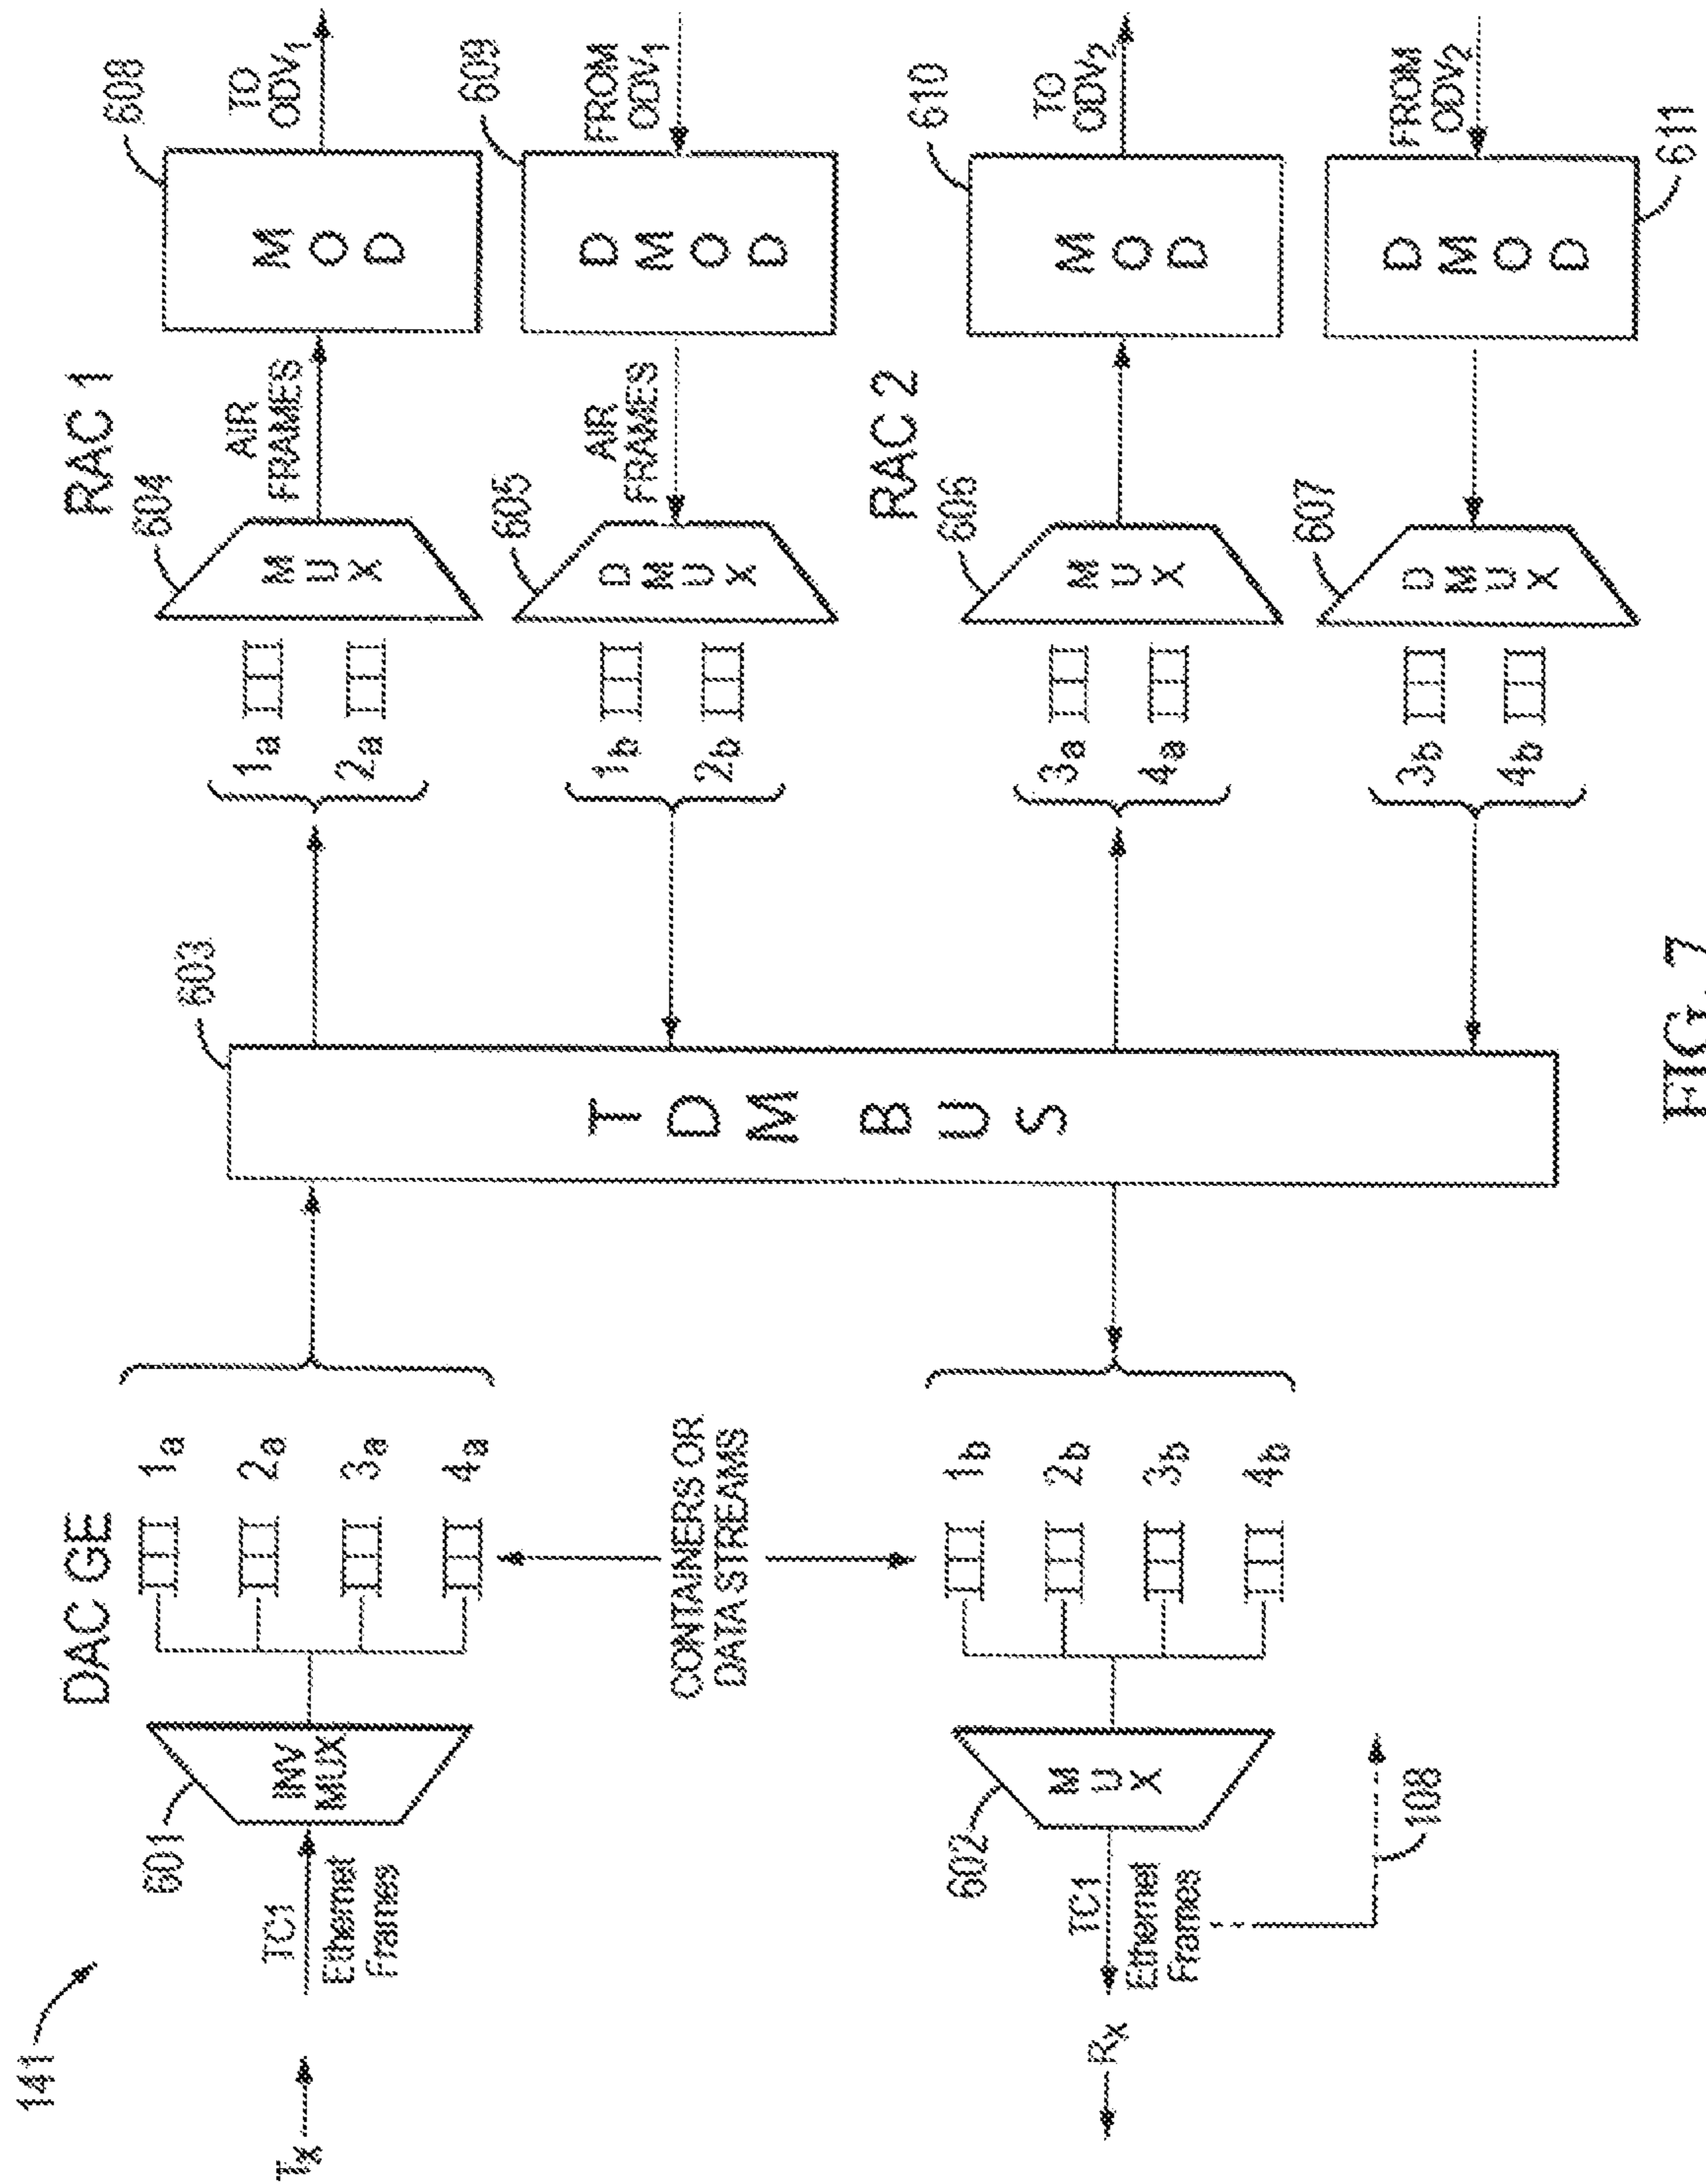 141
DAC GE
RAC 1
Tx
TC1
Ethernet
Frames
601
INV
MUX
1a
2a
3a
4a
603
TDM BUS
1a
2a
604
MUX
AIR
FRAMES
608
MOD
TO
ODV1
1b
2b
605
DMUX
AIR
FRAMES
609
DMOD
FROM
ODV1
CONTAINERS OR
DATA STREAMS
RAC 2
Rx
TC1
Ethernet
Frames
108
602
MUX
1b
2b
3b
4b
3a
4a
606
MUX
610
MOD
TO
ODV2
3b
4b
607
DMUX
611
DMOD
FROM
ODV2
FIG. 7